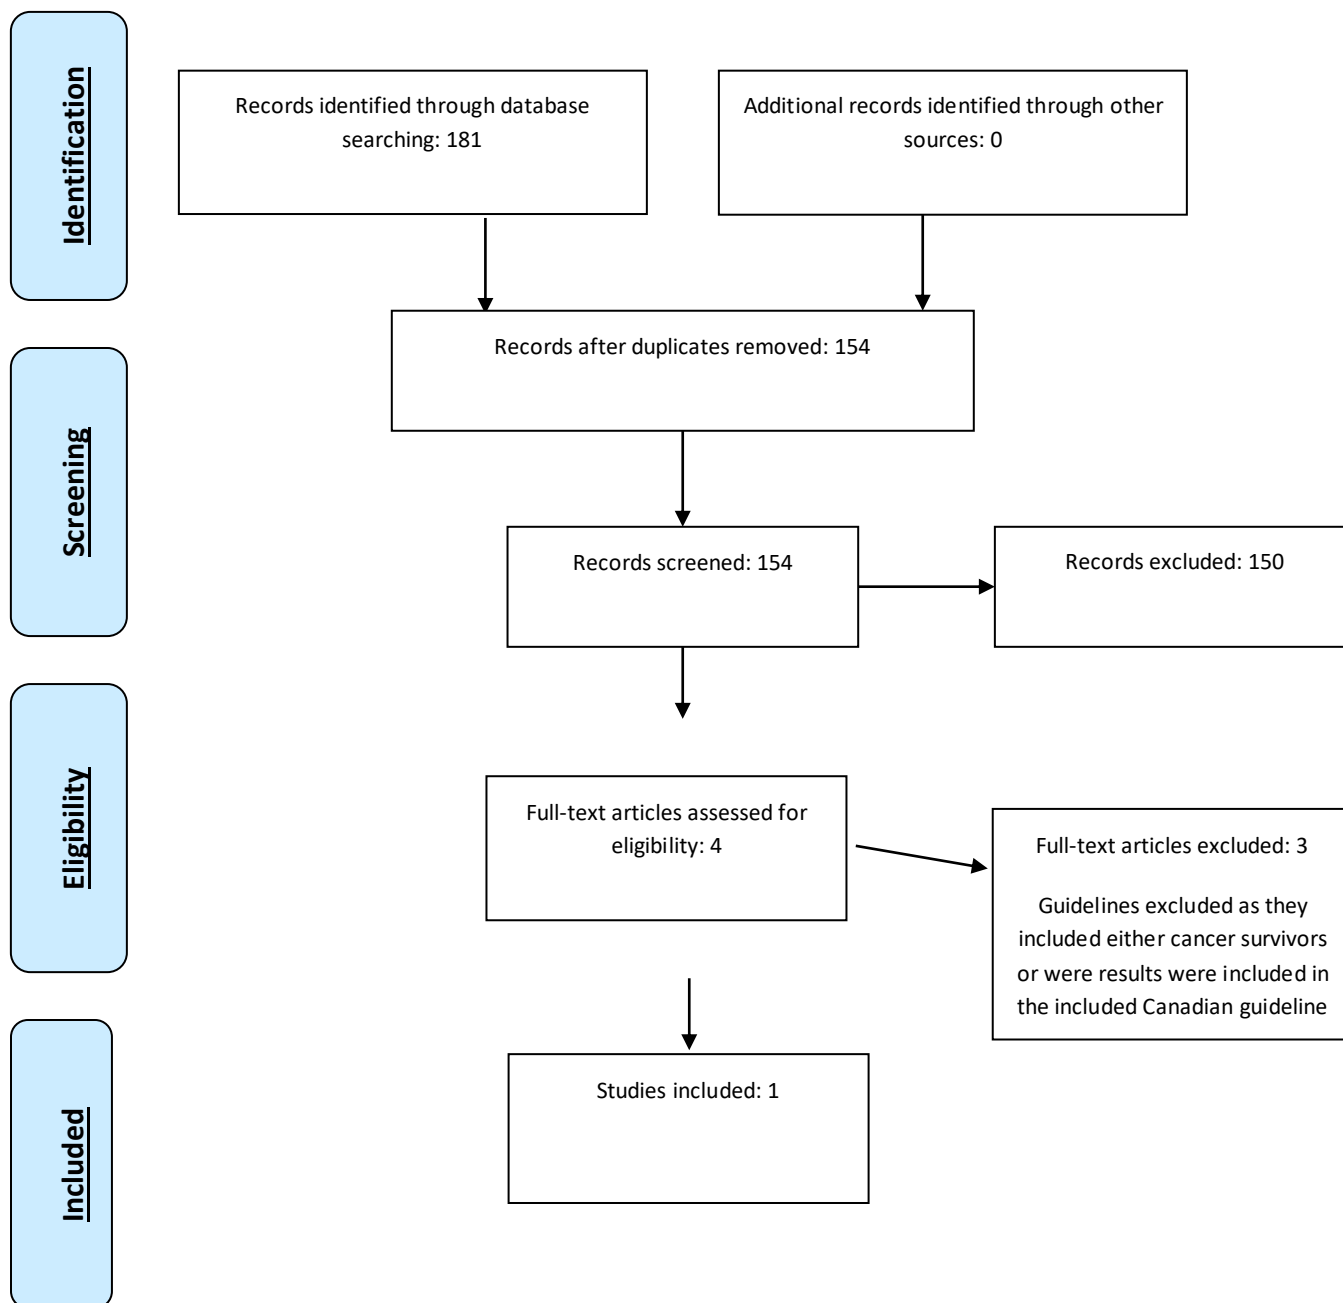 Identification
Records identified through database
searching: 181
Additional records identified through other
sources: 0
Records after duplicates removed: 154
Screening
Records screened: 154
Records excluded: 150
Eligibility
Full-text articles assessed for
eligibility: 4
Full-text articles excluded: 3
Guidelines excluded as they
included either cancer survivors
or were results were included in
the included Canadian guideline
Included
Studies included: 1